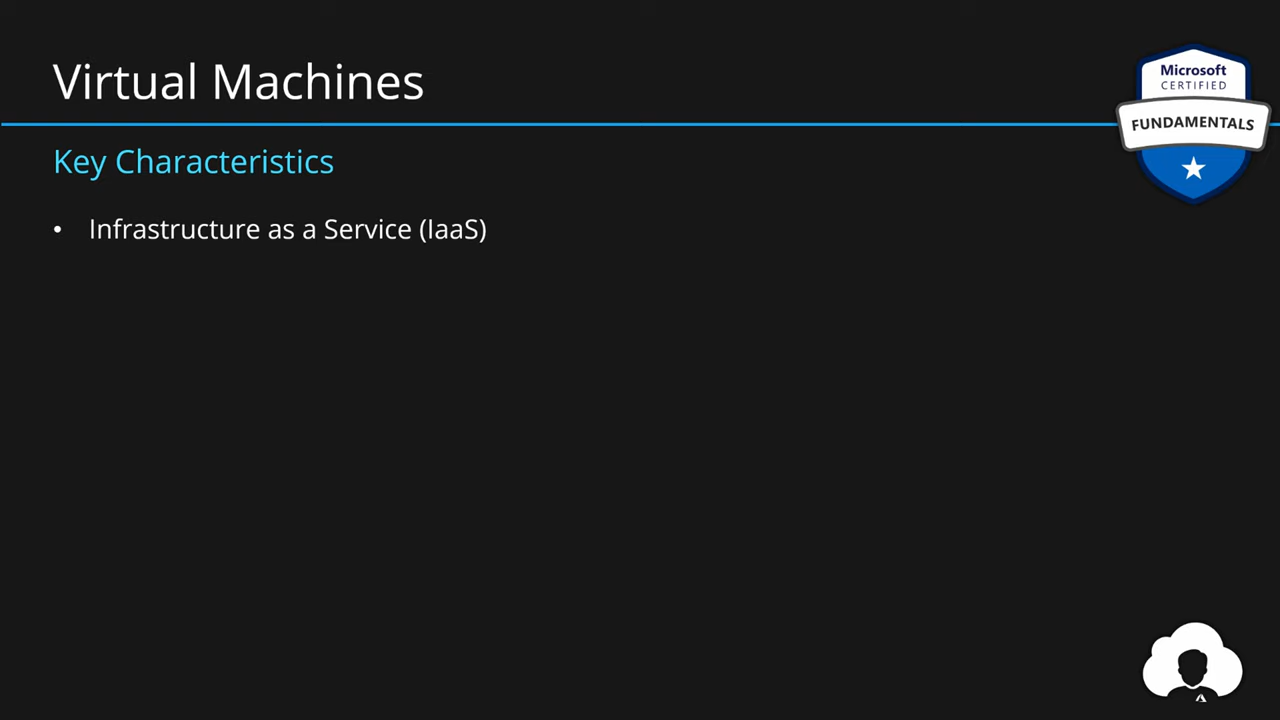 Virtual Machines
Microsoft
CERTIFIED
FUNDAMENTALS
Key Characteristics
• Infrastructure as a Service (IaaS)